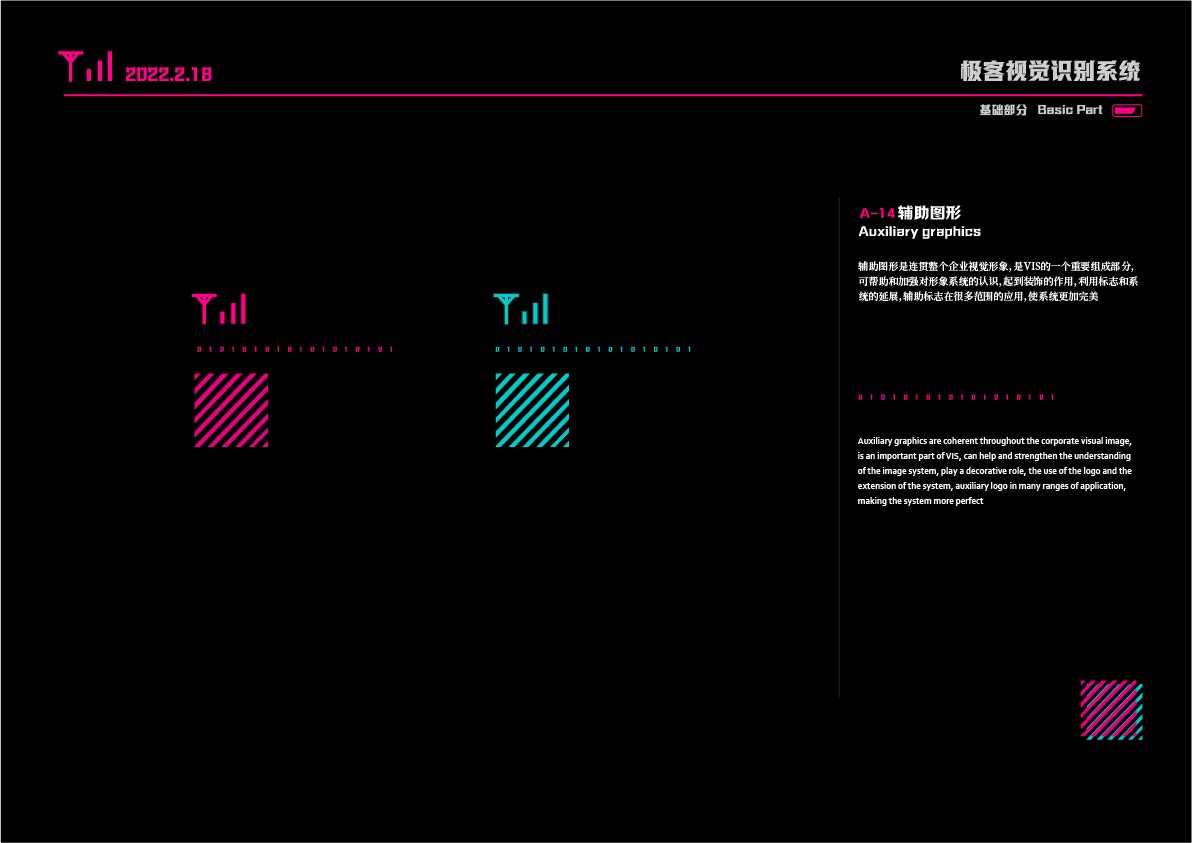 2022.2.18
极客视觉识别系统
基础部分 Basic Part
A-14辅助图形
Auxiliary graphics
辅助图形是连贯整个企业视觉形象，是VIS的一个重要组成部分，
可帮助和加强对形象系统的认识，起到装饰的作用，利用标志和系
统的延展，辅助标志在很多范围的应用，使系统更加完美
0 1 0 1 0 1 0 1 0 1 0 1 0 1 0 1 0 1
0 1 0 1 0 1 0 1 0 1 0 1 0 1 0 1 0 1
0 1 0 1 0 1 0 1 0 1 0 1 0 1 0 1 0 1
Auxiliary graphics are coherent throughout the corporate visual image,
is an important part of VIS, can help and strengthen the understanding
of the image system, play a decorative role, the use of the logo and the
extension of the system, auxiliary logo in many ranges of application,
making the system more perfect